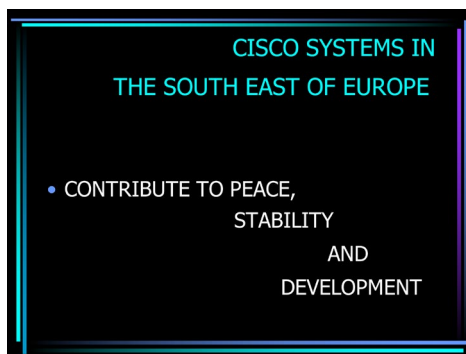 CISCO SYSTEMS IN
THE SOUTH EAST OF EUROPE
• CONTRIBUTE TO PEACE,
STABILITY
AND
DEVELOPMENT